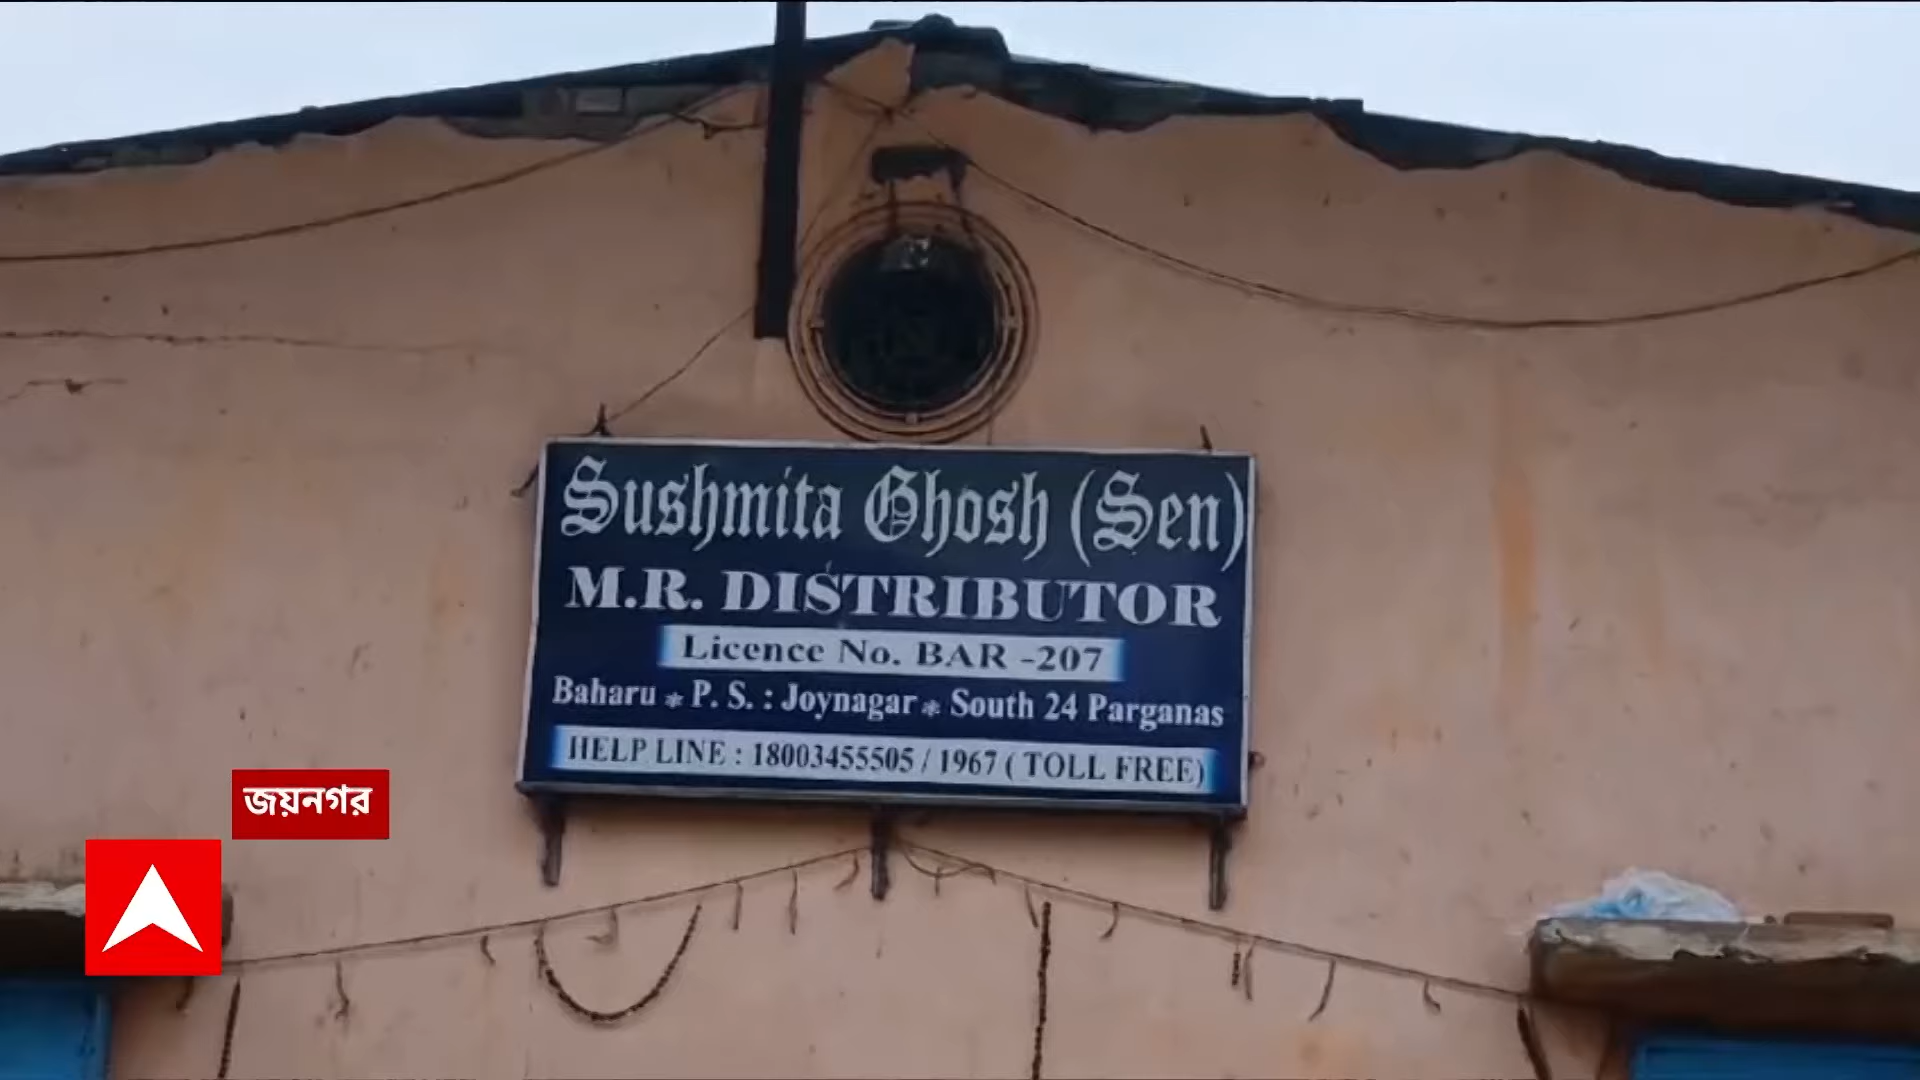 Sushmita Ghosh (Sen)
M.R. DISTRIBUTOR
Licence No. BAR -207
Baharu * P. S. : Joynagar * South 24 Parganas
HELP LINE : 18003455505 / 1967 ( TOLL FREE)
জয়নগর